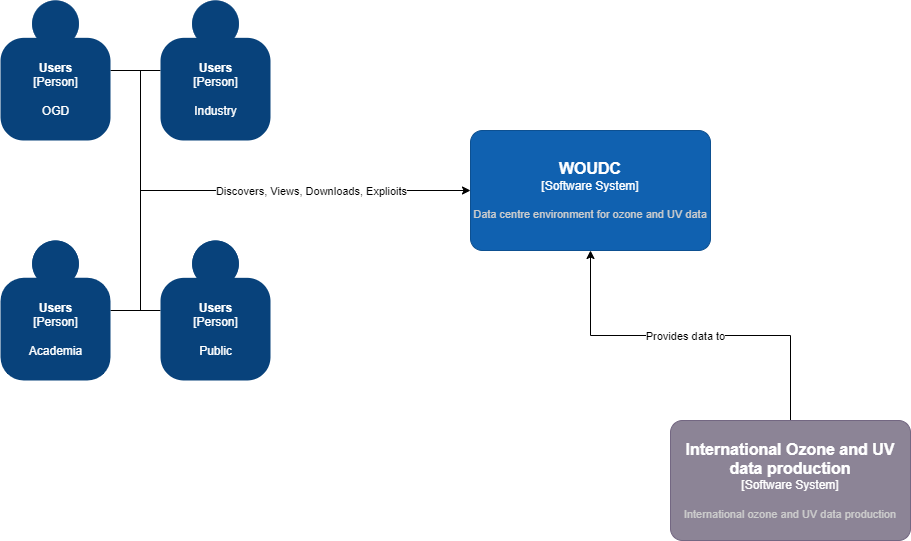 Users
[Person]
OGD
Users
[Person]
Industry
Discovers, Views, Downloads, Explioits
WOUDC
[Software System]
Data centre environment for ozone and UV data
Users
[Person]
Academia
Users
[Person]
Public
Provides data to
International Ozone and UV
data production
[Software System]
International ozone and UV data production